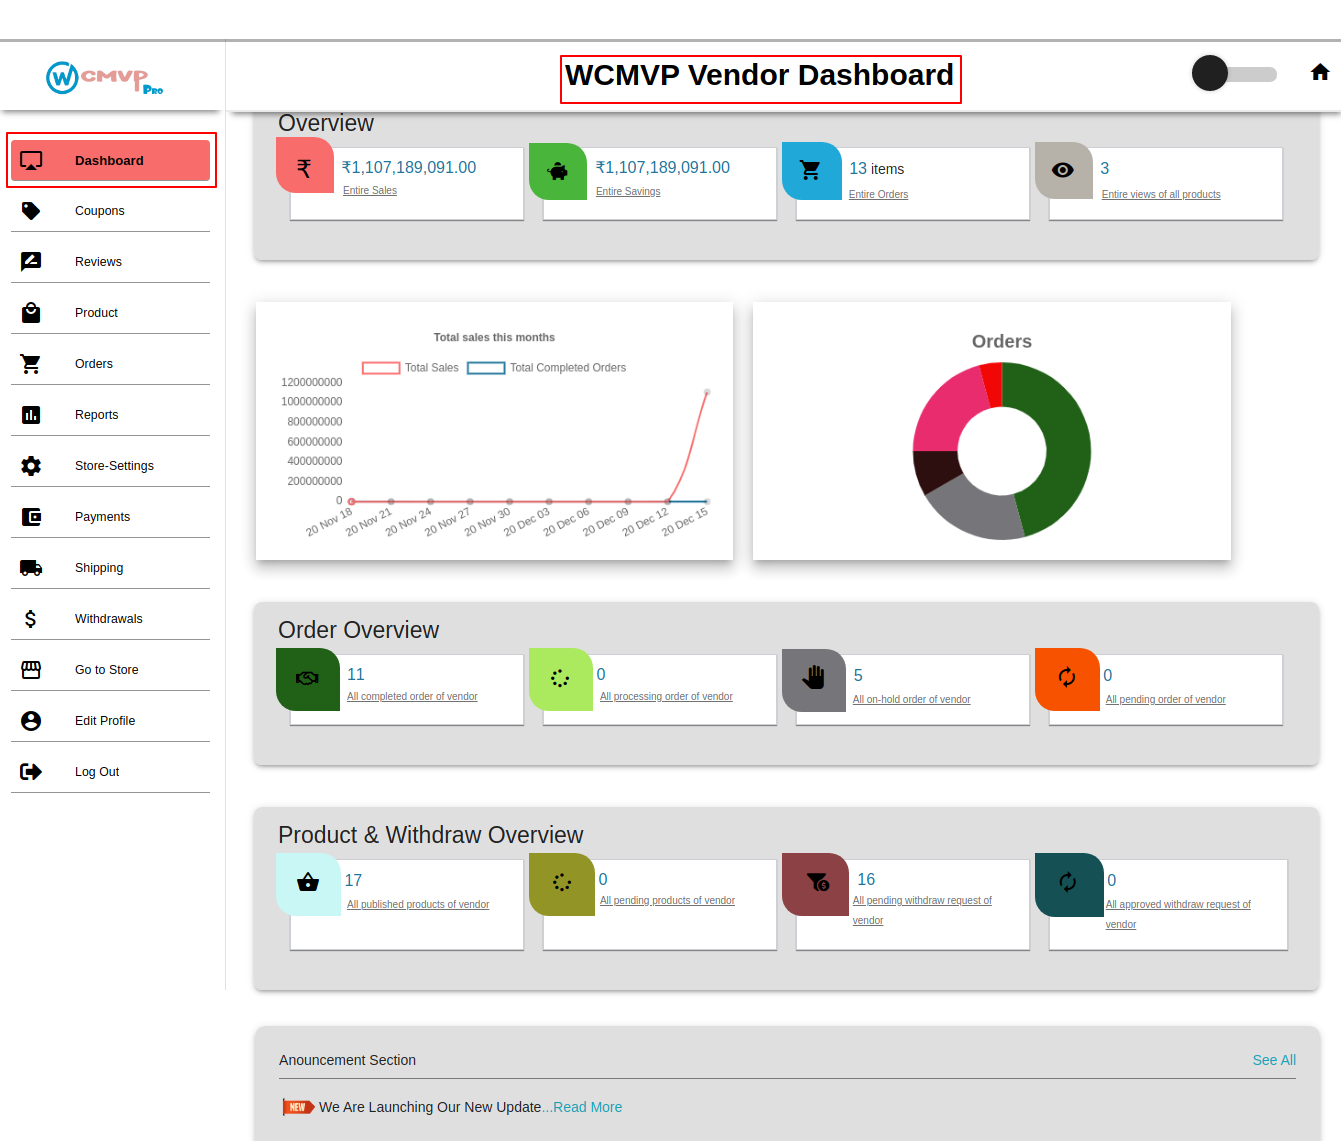 WCMVP Pro
WCMVP Vendor Dashboard
Dashboard
Coupons
Reviews
Product
Orders
Reports
Store-Settings
Payments
Shipping
Withdrawals
Go to Store
Edit Profile
Log Out
Overview
₹
₹1,107,189,091.00
Entire Sales
₹1,107,189,091.00
Entire Savings
13 items
Entire Orders
3
Entire views of all products
Total sales this months
Total Sales
Total Completed Orders
1200000000
1000000000
800000000
600000000
400000000
200000000
0
20 Nov 18
20 Nov 21
20 Nov 24
20 Nov 27
20 Nov 30
20 Dec 03
20 Dec 06
20 Dec 09
20 Dec 12
20 Dec 15
Orders
Order Overview
11
All completed order of vendor
0
All processing order of vendor
5
All on-hold order of vendor
0
All pending order of vendor
Product & Withdraw Overview
17
All published products of vendor
0
All pending products of vendor
16
All pending withdraw request of
vendor
0
All approved withdraw request of
vendor
Anouncement Section
See All
NEW We Are Launching Our New Update...Read More